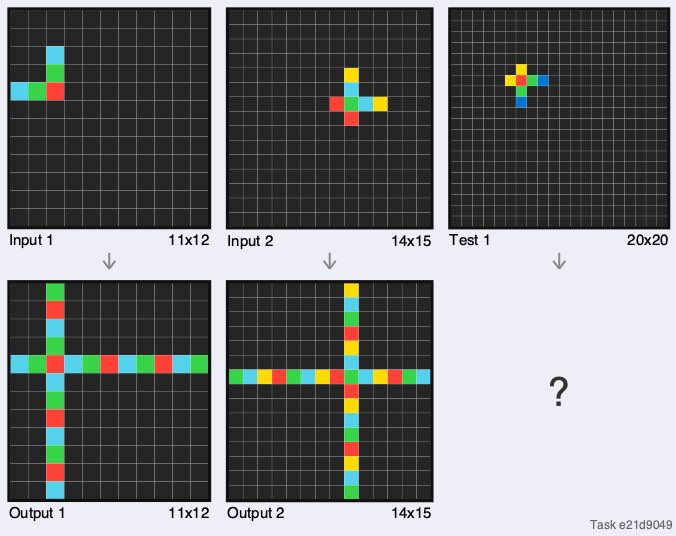 Input 1 11x12
Input 2 14x15
Test 1 20x20
?
Output 1 11x12
Output 2 14x15
Task e21d9049